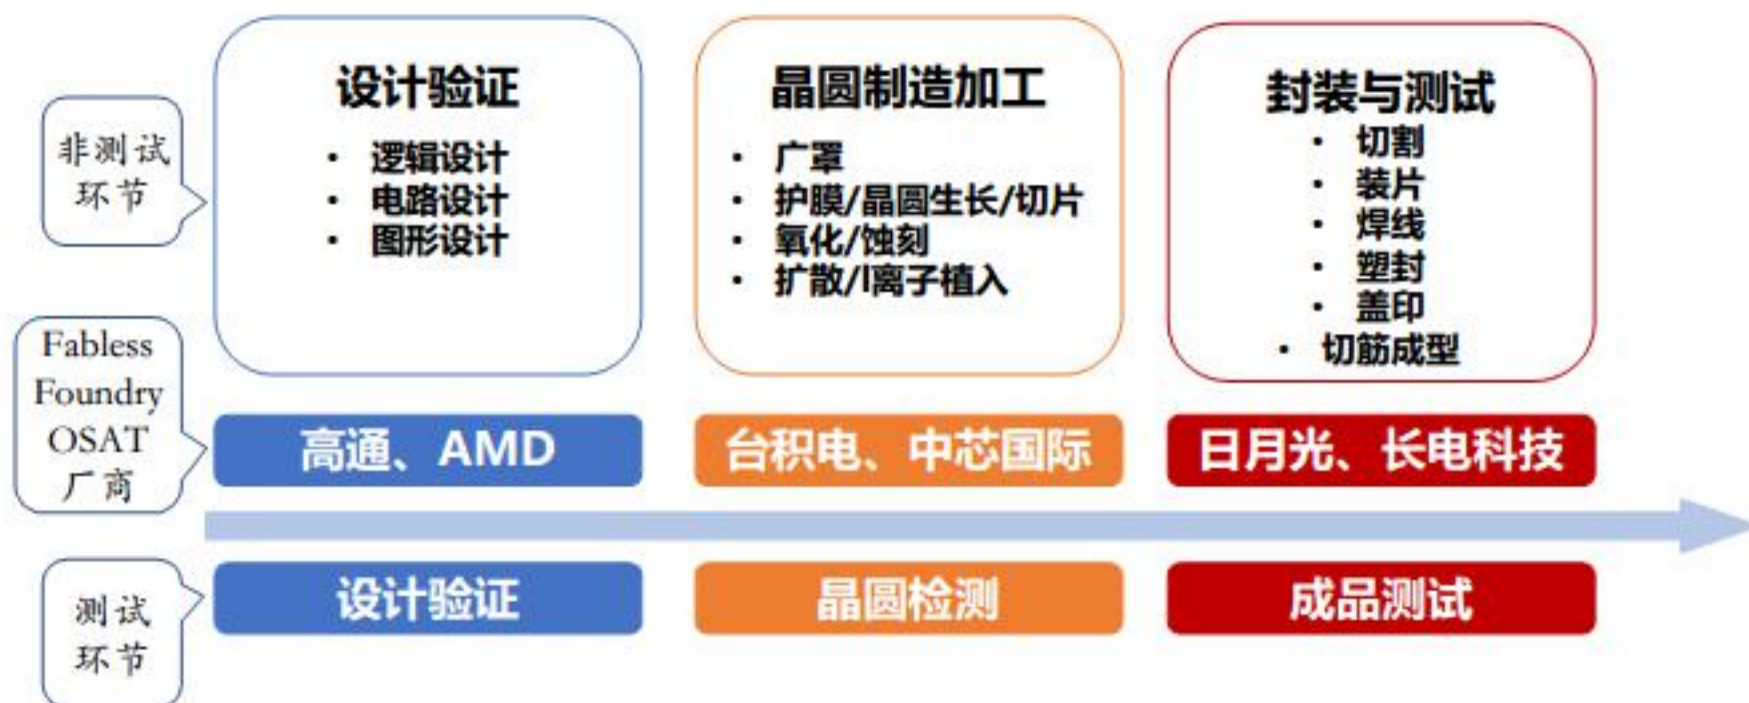 非测试
环节
设计验证
• 逻辑设计
• 电路设计
• 图形设计
晶圆制造加工
• 广罩
• 护膜/晶圆生长/切片
• 氧化/蚀刻
• 扩散/l离子植入
封装与测试
• 切割
• 装片
• 焊线
• 塑封
• 盖印
• 切筋成型
Fabless
Foundry
OSAT
厂商
高通、AMD
台积电、中芯国际
日月光、长电科技
测试
环节
设计验证
晶圆检测
成品测试